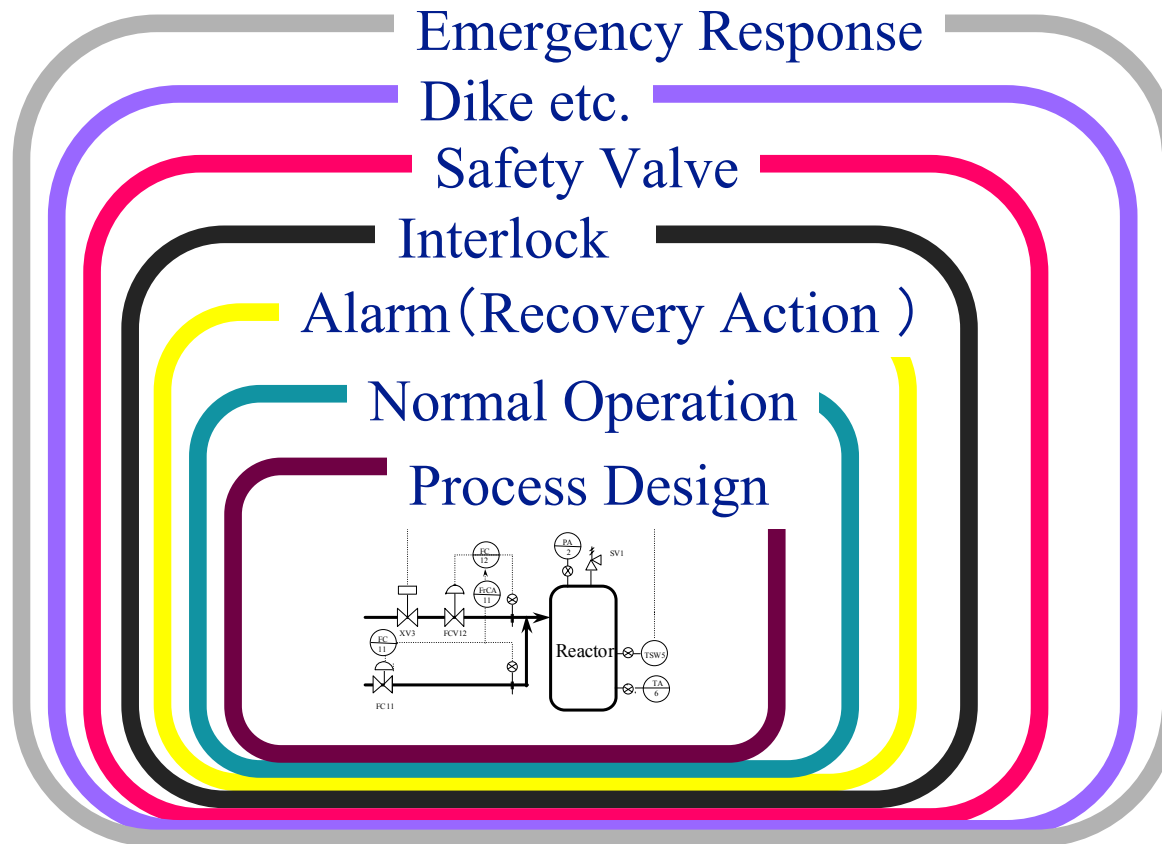 Emergency Response
Dike etc.
Safety Valve
Interlock
Alarm（Recovery Action ）
Normal Operation
Process Design
PA
2
SV1
FC
12
FrCA
11
XV3
FCV12
FC
11
Reactor
TSW5
TA
6
FC11